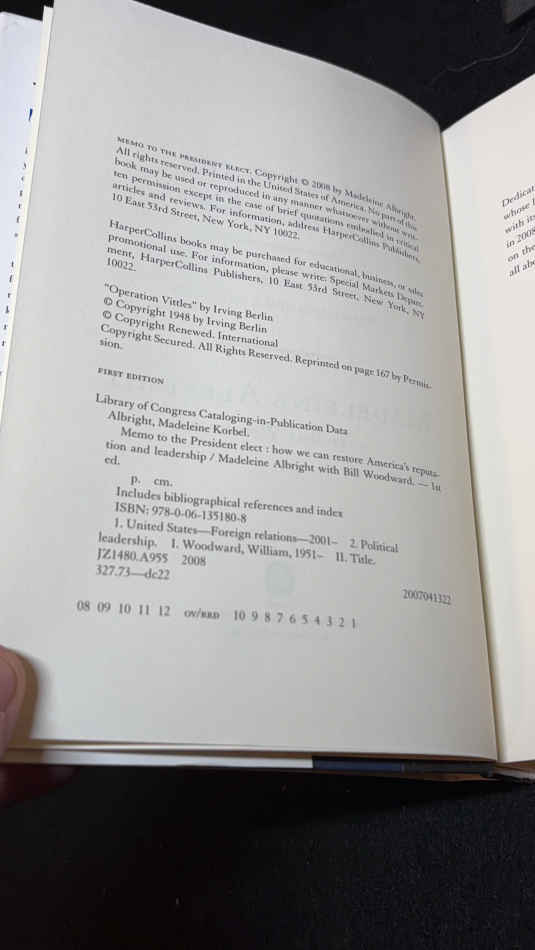 MEMO TO THE PRESIDENT ELECT. Copyright © 2008 by Madeleine Albright.
All rights reserved. Printed in the United States of America. No part of this
book may be used or reproduced in any manner whatsoever without writ-
ten permission except in the case of brief quotations embodied in critical
articles and reviews. For information, address HarperCollins Publishers,
10 East 53rd Street, New York, NY 10022.
HarperCollins books may be purchased for educational, business, or sales
promotional use. For information, please write: Special Markets Depart-
ment, HarperCollins Publishers, 10 East 53rd Street, New York, NY
10022.
"Operation Vittles" by Irving Berlin
© Copyright 1948 by Irving Berlin
© Copyright Renewed. International
Copyright Secured. All Rights Reserved. Reprinted on page 167 by Permis-
sion.
FIRST EDITION
Library of Congress Cataloging-in-Publication Data
Albright, Madeleine Korbel.
Memo to the President elect : how we can restore America's reputa-
tion and leadership / Madeleine Albright with Bill Woodward. — 1st
ed.
p. cm.
Includes bibliographical references and index
ISBN: 978-0-06-135180-8
1. United States—Foreign relations—2001– 2. Political
leadership. I. Woodward, William, 1951– II. Title.
JZ1480.A955 2008
327.73—dc22
2007041322
08 09 10 11 12 OV/RRD 10 9 8 7 6 5 4 3 2 1
whose
with
in 2008
on the
all